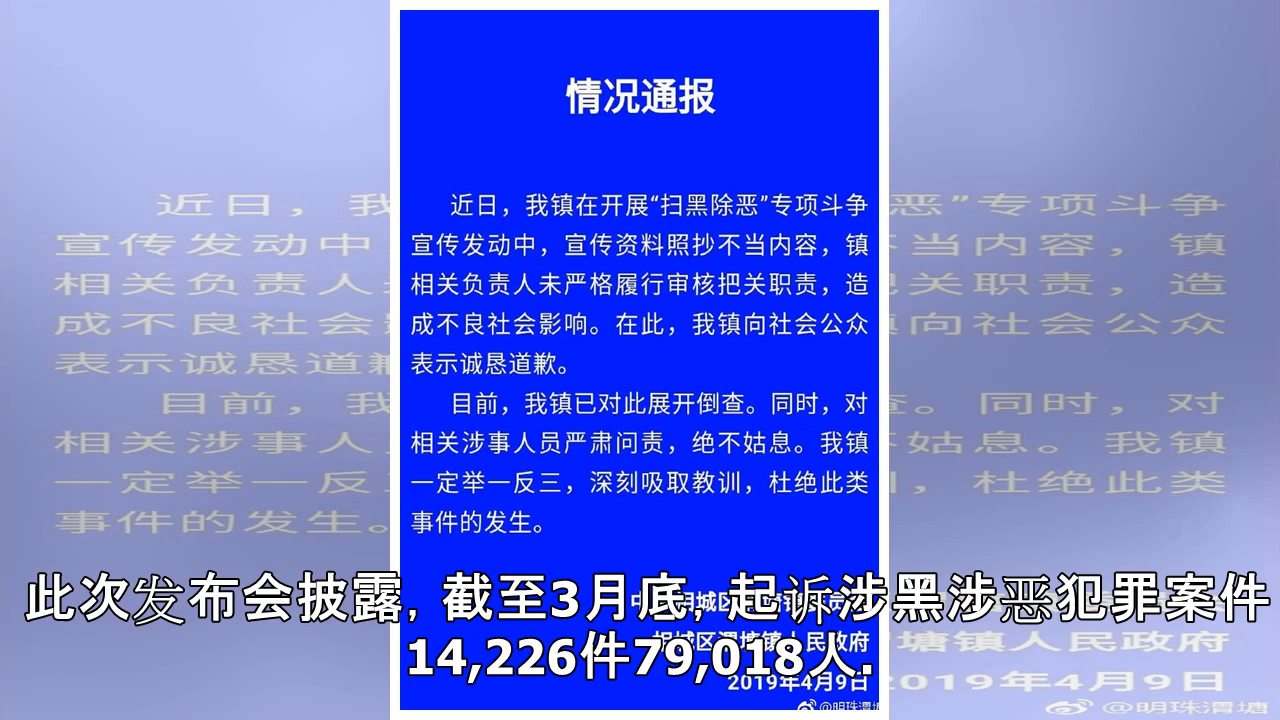 情况通报
近日，我镇在开展“扫黑除恶”专项斗争
宣传发动中，宣传资料照抄不当内容，镇
相关负责人未严格履行审核把关职责，造
成不良社会影响。在此，我镇向社会公众
表示诚恳道歉。
目前，我镇已对此展开倒查。同时，对
相关涉事人员严肃问责，绝不姑息。我镇
一定举一反三，深刻吸取教训，杜绝此类
事件的发生。
相城区渭塘镇人民政府
2019年4月9日
@明珠渭塘
此次发布会披露, 截至3月底, 起诉涉黑涉恶犯罪案件
14,226件79,018人.